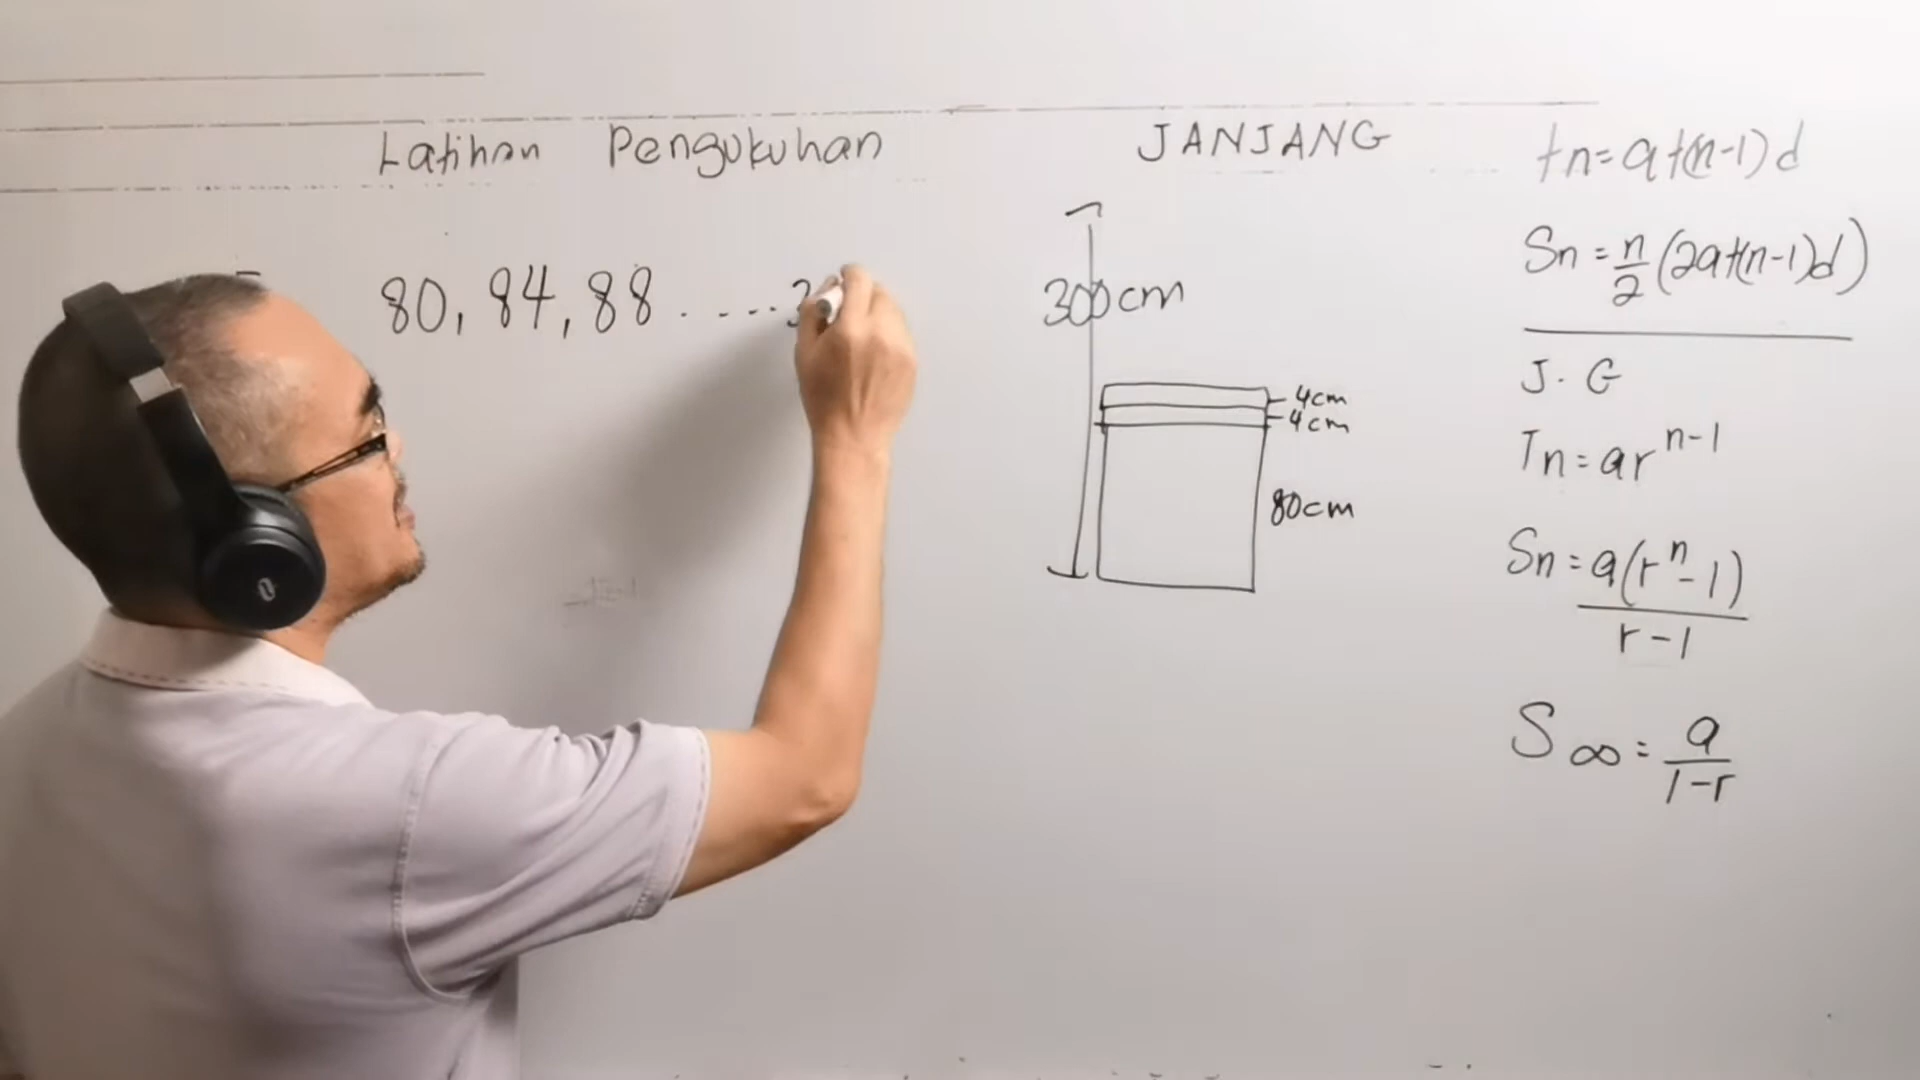 Latihan Pengukuhan
JANJANG
80, 84, 88 ..... 3
300cm
4cm
4cm
80cm
tn = a+(n-1)d
Sn = n/2 (2a+(n-1)d)
J. G
Tn = ar^n-1
Sn = a(r^n - 1)
r - 1
S∞ = a
1-r